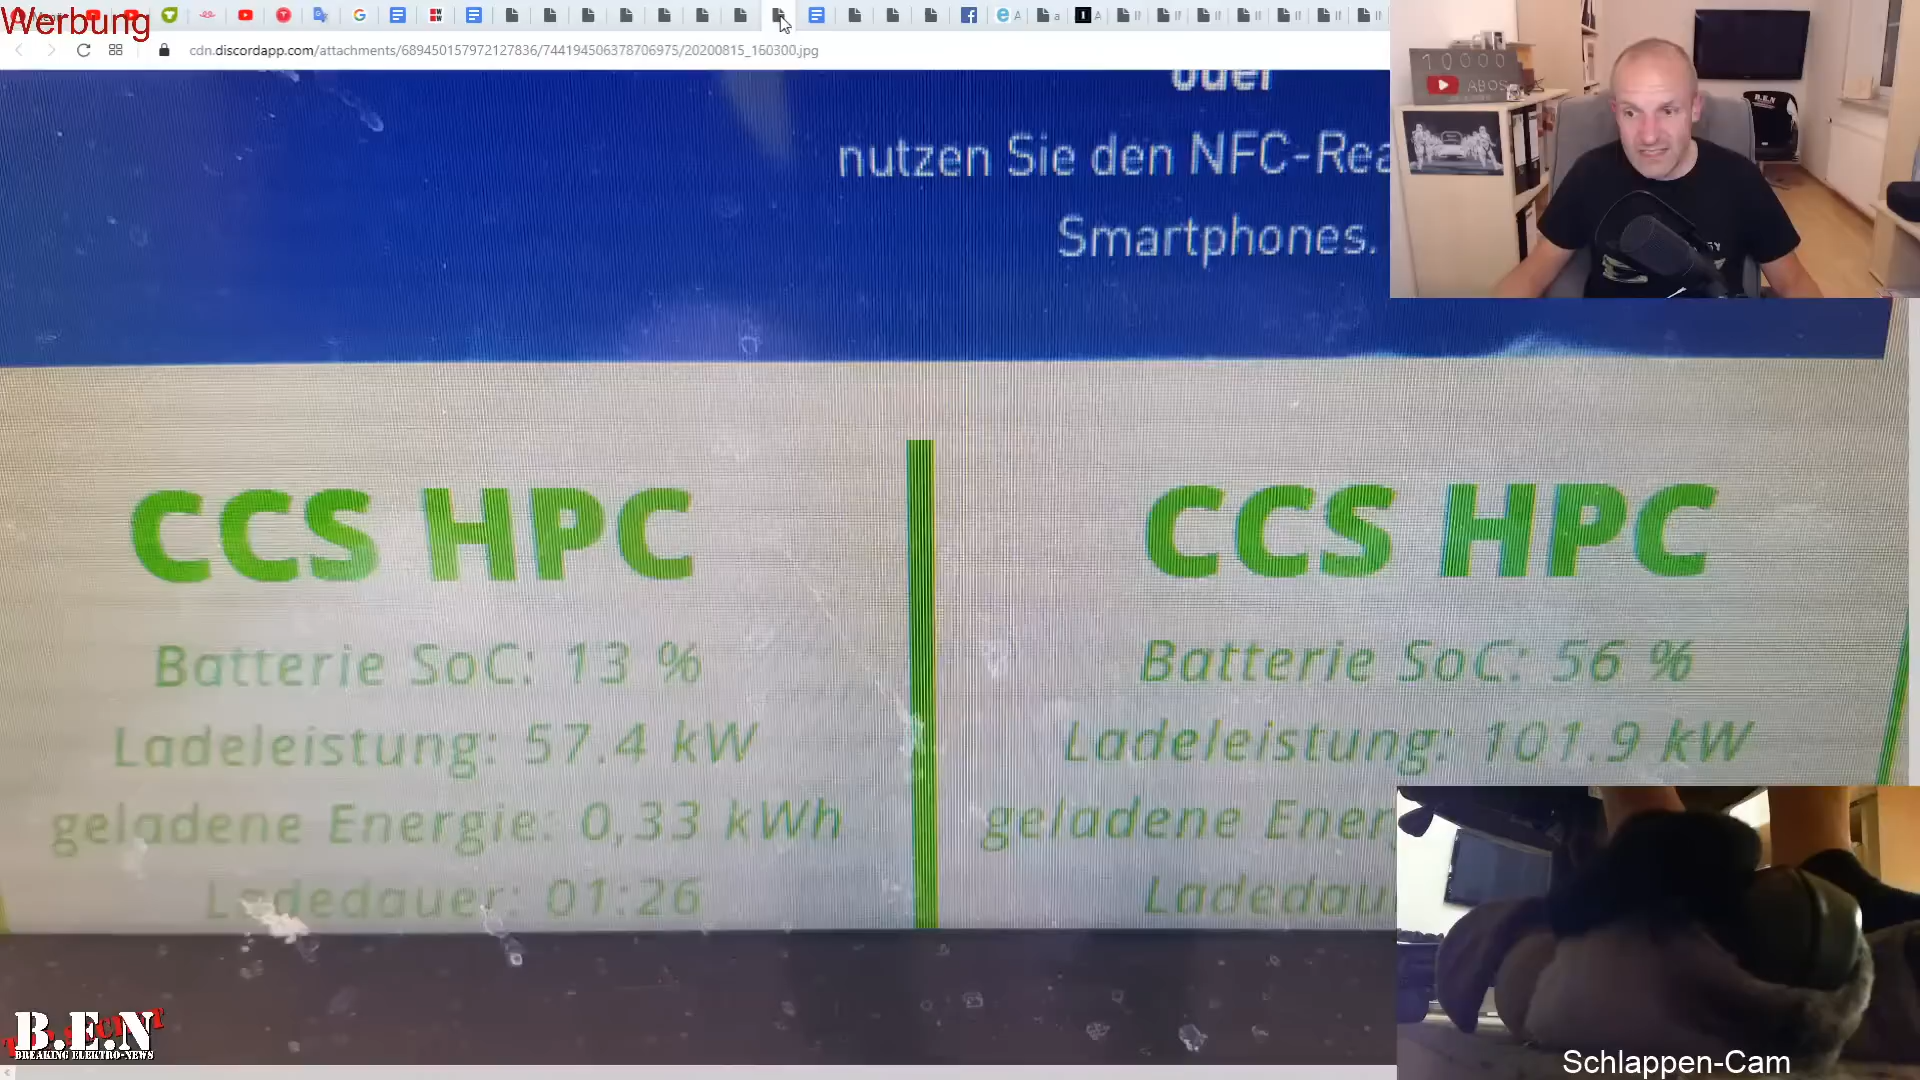 Werbung
cdn.discordapp.com/attachments/689450157972127836/744194506378706975/20200815_160300.jpg
oder
nutzen Sie den NFC-Rea
Smartphones.
10000
ABOS
CCS HPC
Batterie SoC: 13 %
Ladeleistung: 57.4 kW
geladene Energie: 0,33 kWh
Ladedauer: 01:26
CCS HPC
Batterie SoC: 56 %
Ladeleistung: 101.9 kW
geladene Energ
Ladedau
B.E.N
BREAKING ELEKTRO-NEWS
Schlappen-Cam